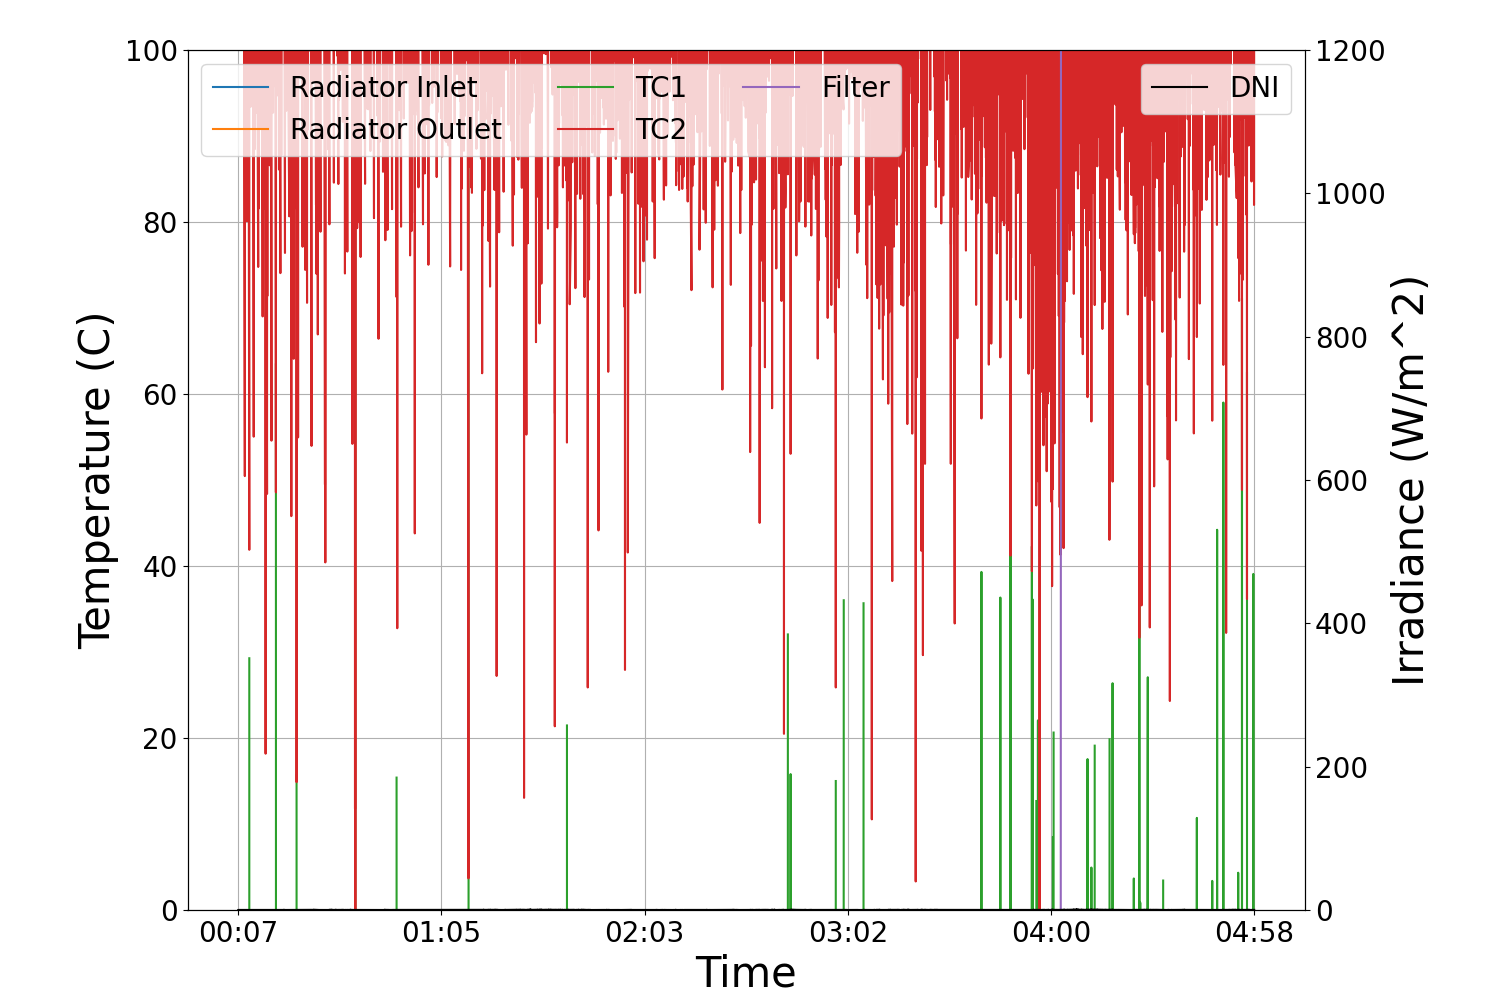 100
80
60
40
20
0
Temperature (C)
Radiator Inlet
Radiator Outlet
TC1
TC2
Filter
DNI
1200
1000
800
600
400
200
0
Irradiance (W/m^2)
00:07
01:05
02:03
03:02
04:00
04:58
Time